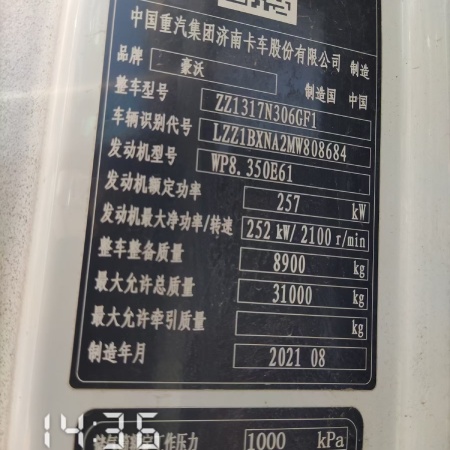 中国重汽集团济南卡车股份有限公司 制造
品牌 豪沃 制造国 中国
整车型号 ZZ1317N306GF1
车辆识别代号 LZZ1BXNA2MW808684
发动机型号 WP8.350E61
发动机额定功率 257 kW
发动机最大净功率/转速 252 kW/2100 r/min
整车整备质量 8900 kg
最大允许总质量 31000 kg
最大允许牵引质量 kg
制造年月 2021 08
工作压力 1000 kPa
14:36